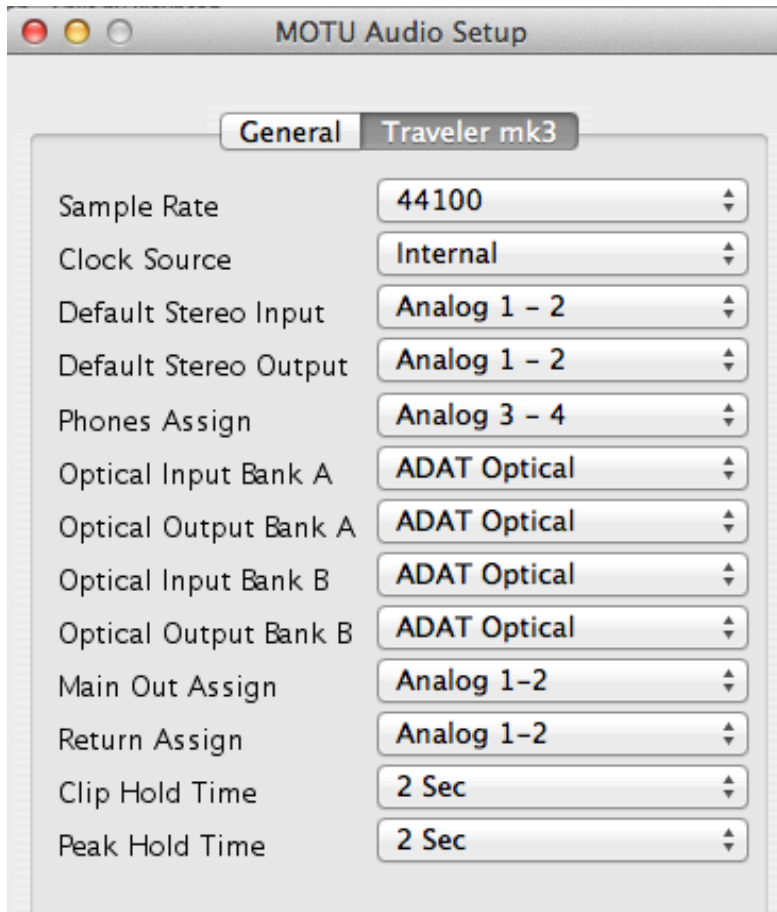 MOTU Audio Setup
General Traveler mk3
Sample Rate 44100
Clock Source Internal
Default Stereo Input Analog 1 – 2
Default Stereo Output Analog 1 – 2
Phones Assign Analog 3 – 4
Optical Input Bank A ADAT Optical
Optical Output Bank A ADAT Optical
Optical Input Bank B ADAT Optical
Optical Output Bank B ADAT Optical
Main Out Assign Analog 1–2
Return Assign Analog 1–2
Clip Hold Time 2 Sec
Peak Hold Time 2 Sec